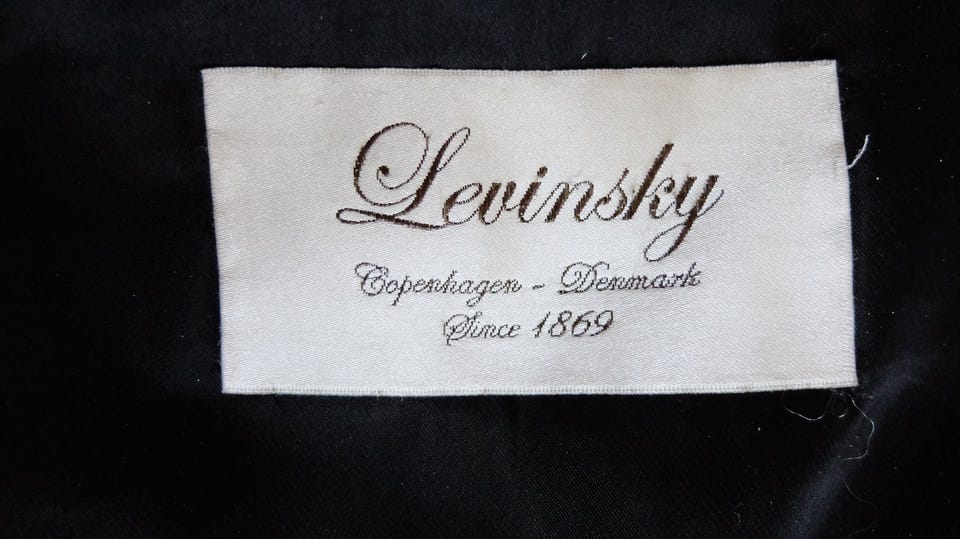 Levinsky
Copenhagen - Denmark
Since 1869